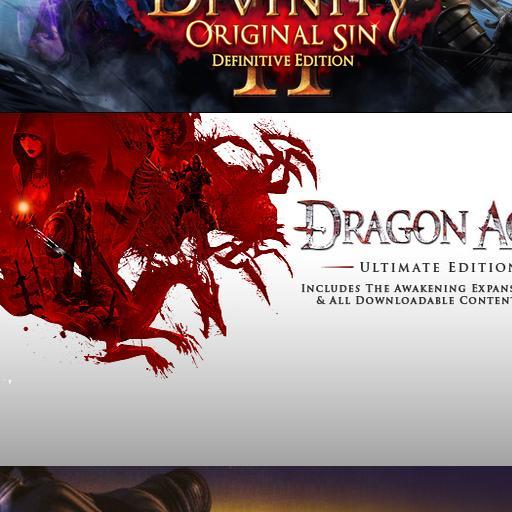 DIVINITY
ORIGINAL SIN
DEFINITIVE EDITION
II
DRAGON AG
ULTIMATE EDITION
INCLUDES THE AWAKENING EXPANS
& ALL DOWNLOADABLE CONTENT